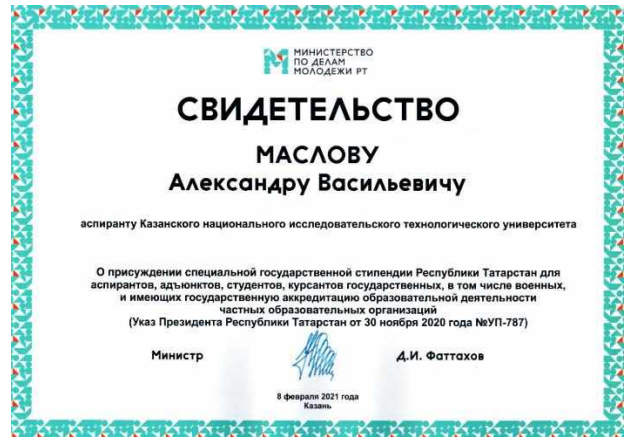 МИНИСТЕРСТВО
ПО ДЕЛАМ
МОЛОДЕЖИ РТ
СВИДЕТЕЛЬСТВО
МАСЛОВУ
Александру Васильевичу
аспиранту Казанского национального исследовательского технологического университета
О присуждении специальной государственной стипендии Республики Татарстан для
аспирантов, адъюнктов, студентов, курсантов государственных, в том числе военных,
и имеющих государственную аккредитацию образовательной деятельности
частных образовательных организаций
(Указ Президента Республики Татарстан от 30 ноября 2020 года №УП-787)
Министр Д.И. Фаттахов
8 февраля 2021 года
Казань